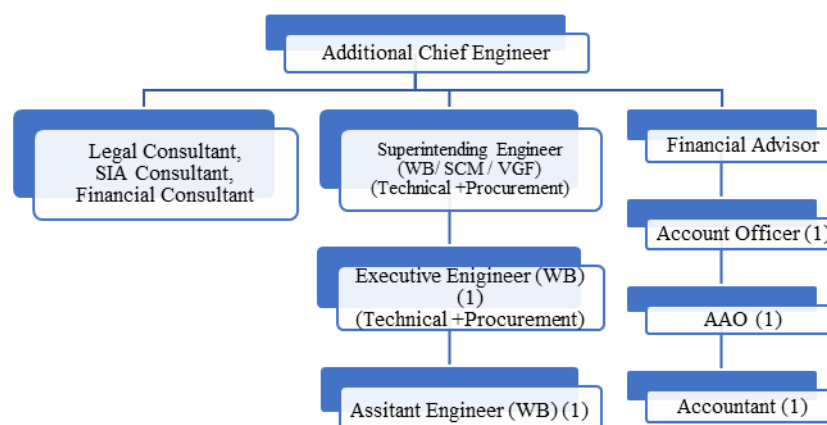 Additional Chief Engineer
Legal Consultant,
SIA Consultant,
Financial Consultant
Superintending Engineer
(WB/ SCM / VGF)
(Technical +Procurement)
Financial Advisor
Account Officer (1)
Executive Enigineer (WB)
(1)
(Technical +Procurement)
AAO (1)
Assitant Engineer (WB) (1)
Accountant (1)